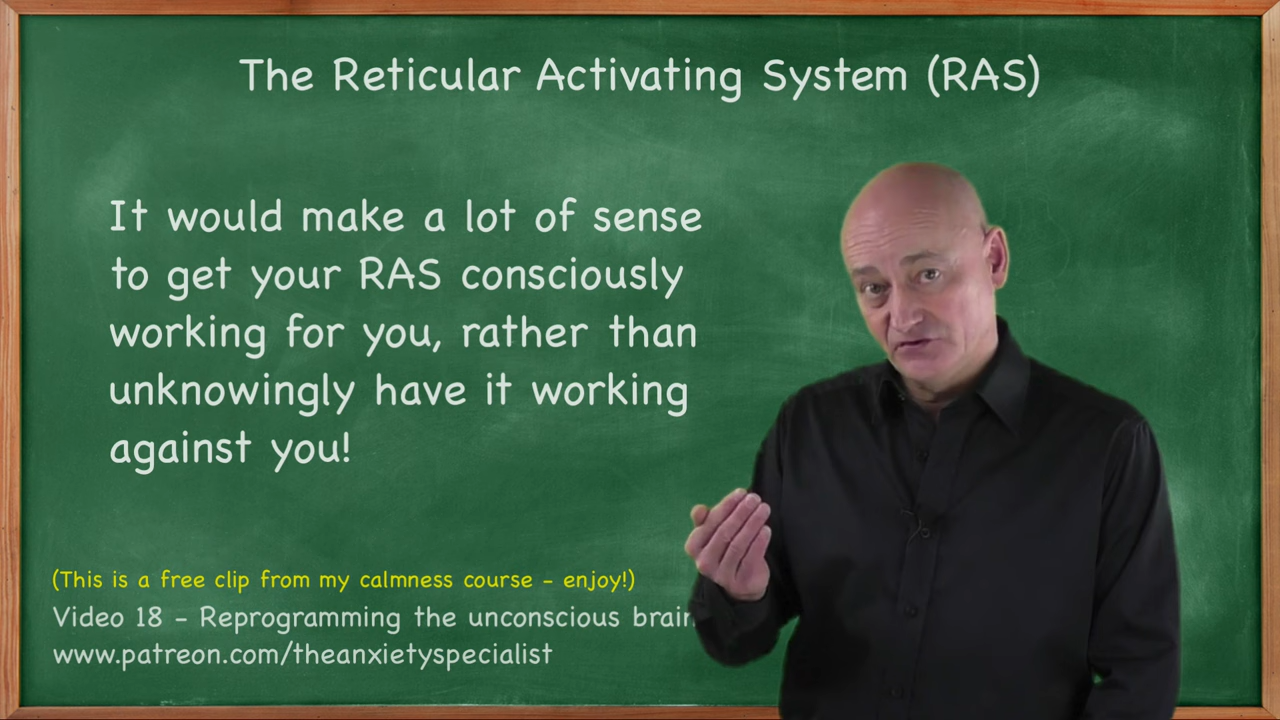 The Reticular Activating System (RAS)
It would make a lot of sense
to get your RAS consciously
working for you, rather than
unknowingly have it working
against you!
(This is a free clip from my calmness course - enjoy!)
Video 18 - Reprogramming the unconscious brain
www.patreon.com/theanxietyspecialist